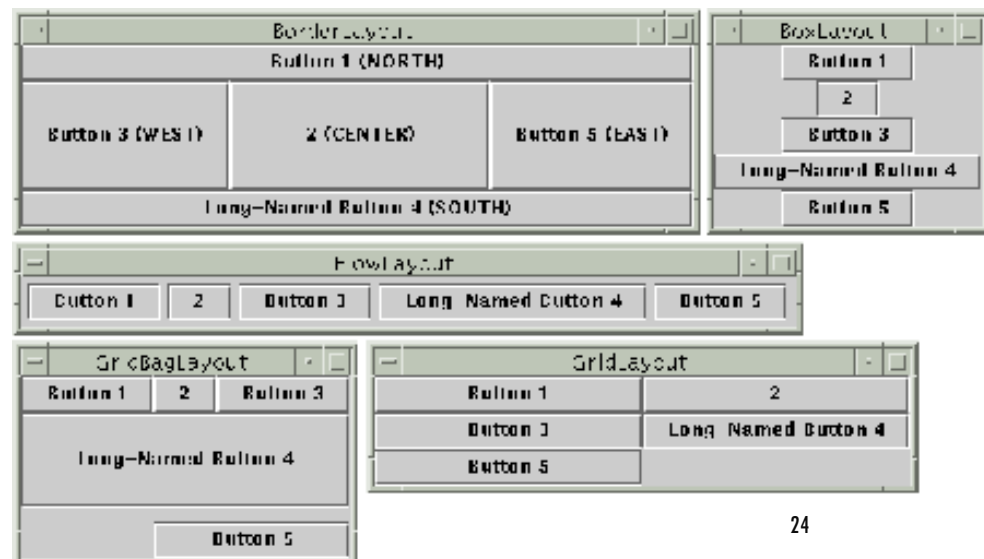 BorderLayout
Button 1 (NORTH)
Button 3 (WEST)
2 (CENTER)
Button 5 (EAST)
Long-Named Button 4 (SOUTH)
BoxLayout
Button 1
2
Button 3
Long-Named Button 4
Button 5
FlowLayout
Button 1
2
Button 3
Long-Named Button 4
Button 5
GridBagLayout
Button 1
2
Button 3
Long-Named Button 4
Button 5
GridLayout
Button 1
2
Button 3
Long-Named Button 4
Button 5
24